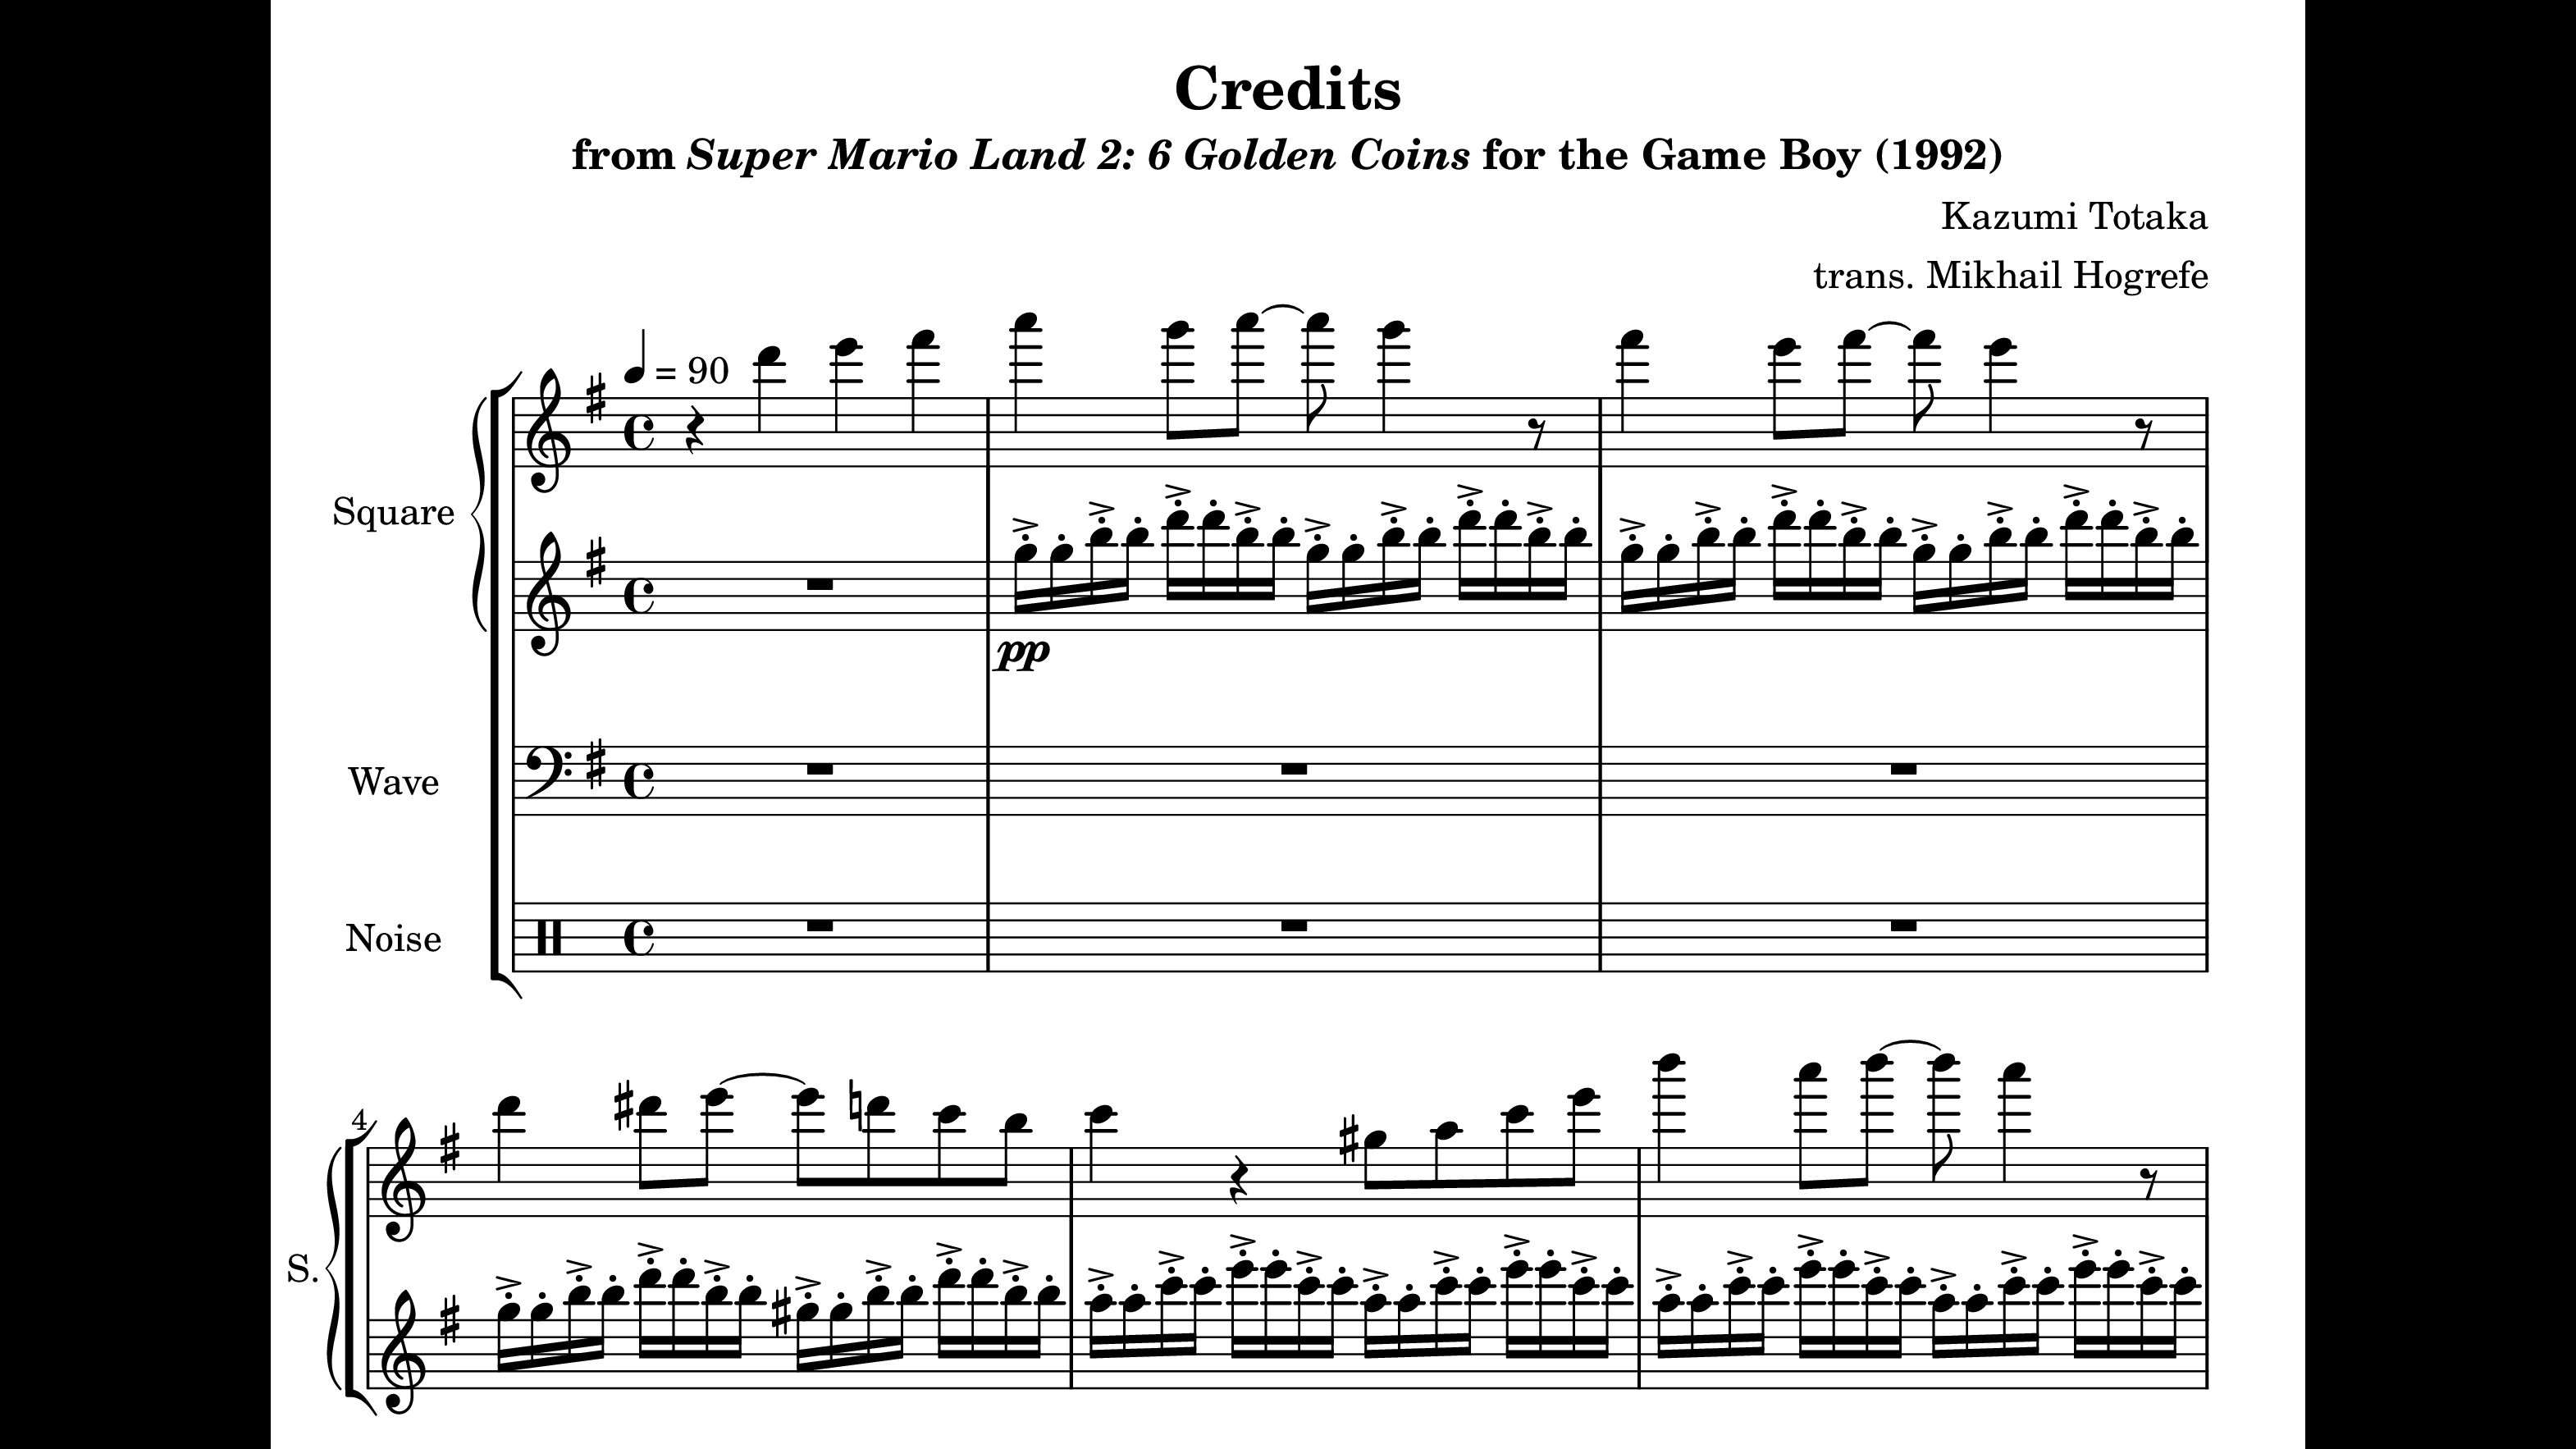 Credits
from Super Mario Land 2: 6 Golden Coins for the Game Boy (1992)
Kazumi Totaka
trans. Mikhail Hogrefe
= 90
Square
pp
Wave
Noise
4
S.